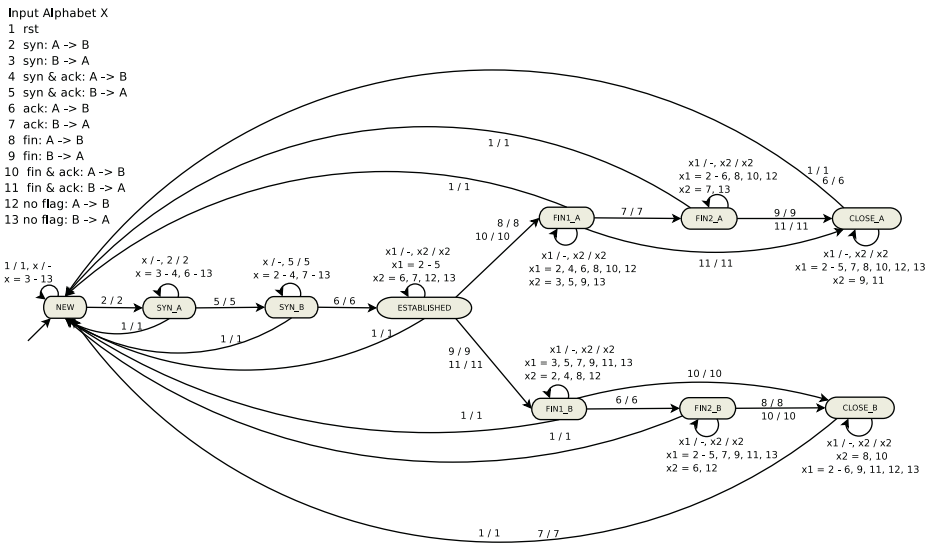 Input Alphabet X
1 rst
2 syn: A -> B
3 syn: B -> A
4 syn & ack: A -> B
5 syn & ack: B -> A
6 ack: A -> B
7 ack: B -> A
8 fin: A -> B
9 fin: B -> A
10 fin & ack: A -> B
11 fin & ack: B -> A
12 no flag: A -> B
13 no flag: B -> A
1 / 1
1 / 1
1 / 1
6 / 6
x1 / -, x2 / x2
x1 = 2 - 6, 8, 10, 12
x2 = 7, 13
8 / 8
10 / 10
FIN1_A
7 / 7
FIN2_A
9 / 9
11 / 11
CLOSE_A
x1 / -, x2 / x2
x1 = 2, 4, 6, 8, 10, 12
x2 = 3, 5, 9, 13
11 / 11
x1 / -, x2 / x2
x1 = 2 - 5, 7, 8, 10, 12, 13
x2 = 9, 11
1 / 1, x / -
x = 3 - 13
x / -, 2 / 2
x = 3 - 4, 6 - 13
x / -, 5 / 5
x = 2 - 4, 7 - 13
x1 / -, x2 / x2
x1 = 2 - 5
x2 = 6, 7, 12, 13
NEW
2 / 2
SYN_A
5 / 5
SYN_B
6 / 6
ESTABLISHED
1 / 1
1 / 1
1 / 1
9 / 9
11 / 11
x1 / -, x2 / x2
x1 = 3, 5, 7, 9, 11, 13
x2 = 2, 4, 8, 12
10 / 10
FIN1_B
6 / 6
FIN2_B
8 / 8
10 / 10
CLOSE_B
1 / 1
1 / 1
x1 / -, x2 / x2
x1 = 2 - 5, 7, 9, 11, 13
x2 = 6, 12
x1 / -, x2 / x2
x2 = 8, 10
x1 = 2 - 6, 9, 11, 12, 13
1 / 1
7 / 7